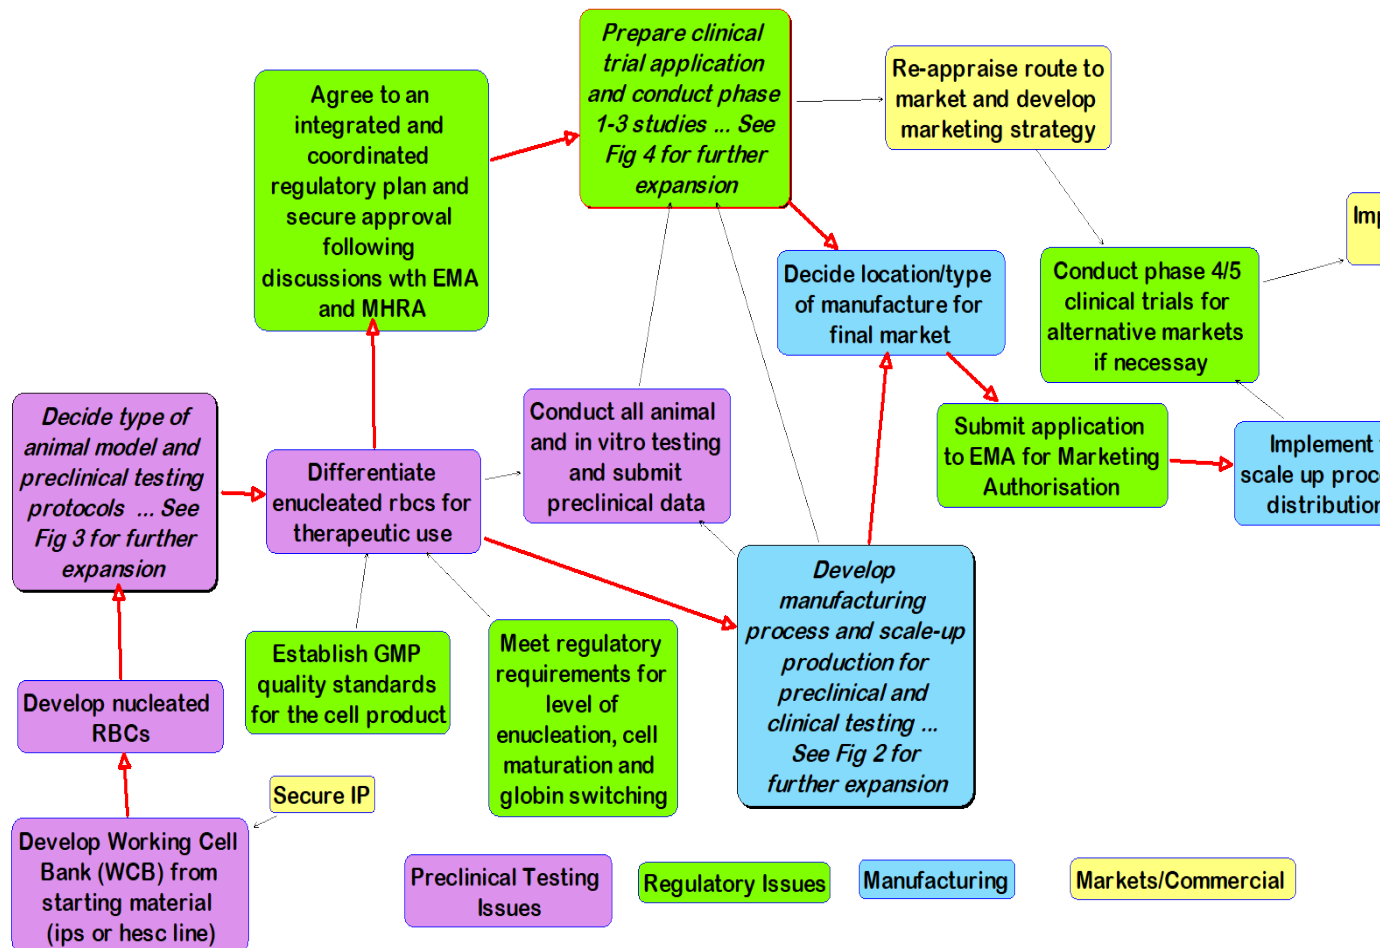 Prepare clinical
trial application
and conduct phase
1-3 studies ... See
Fig 4 for further
expansion
Re-appraise route to
market and develop
marketing strategy
Agree to an
integrated and
coordinated
regulatory plan and
secure approval
following
discussions wth EMA
and MHRA
Decide location/type
of manufacture for
final market
Conduct phase 4/5
clinical trials for
alternative markets
if necessay
Decide type of
animal model and
preclinical testing
protocols ... See
Fig 3 for further
expansion
Differentiate
enucleated rbcs for
therapeutic use
Conduct all animal
and in vitro testing
and submit
preclinical data
Submit application
to EMA for Marketing
Authorisation
Implement
scale up
distribution
Develop
manufacturing
process and scale-up
production for
preclinical and
clinical testing ...
See Fig 2 for
further expansion
Establish GMP
quality standards
for the cell product
Meet regulatory
requirements for
level of
enucleation, cell
maturation and
globin switching
Develop nucleated
RBCs
Secure IP
Develop Working Cell
Bank (WCB) from
starting material
(ips or hesc line)
Preclinical Testing
Issues
Regulatory Issues
Manufacturing
Markets/Commercial